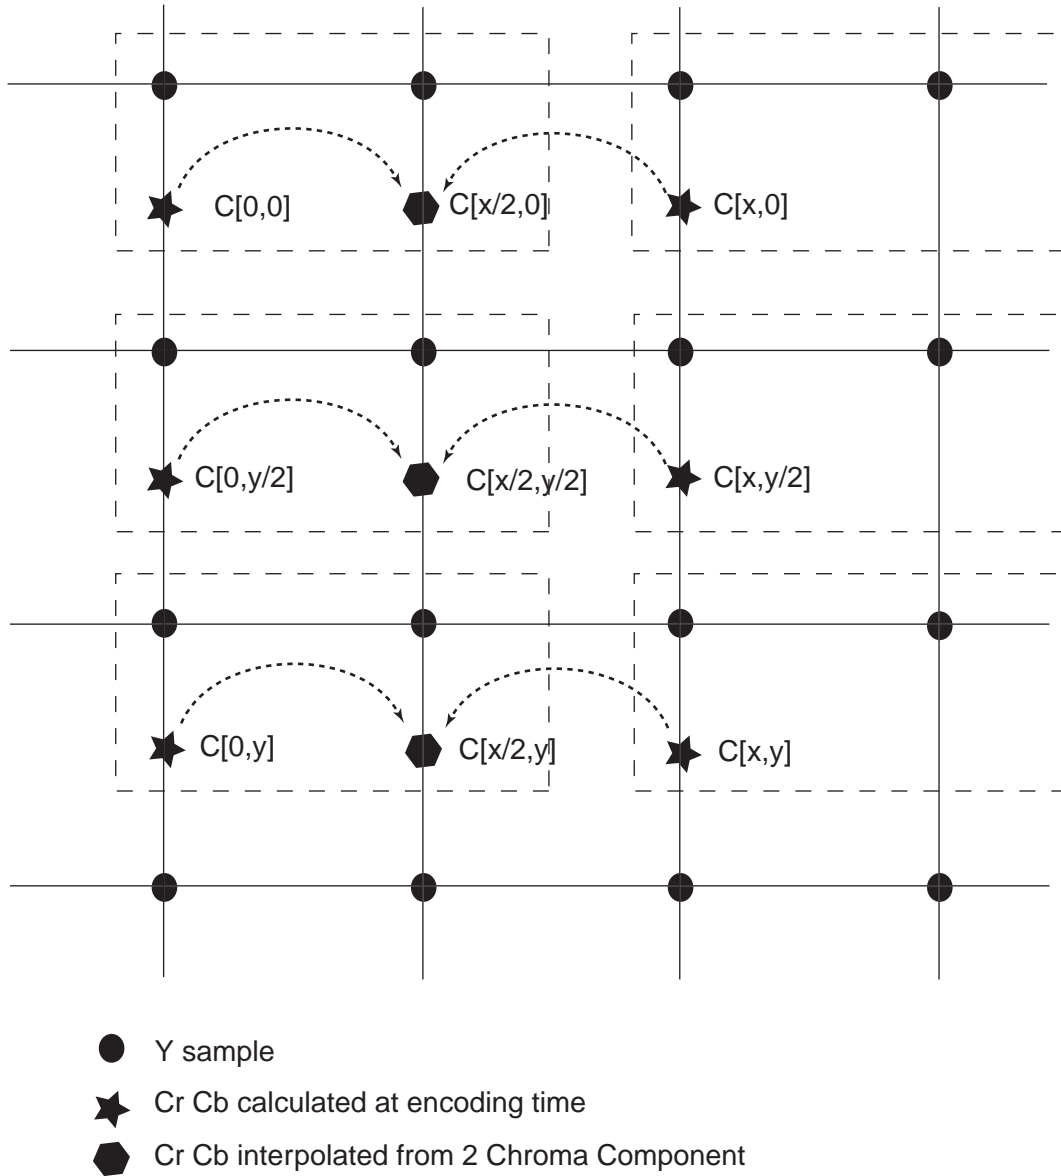 C[0,0]
C[x/2,0]
C[x,0]
C[0,y/2]
C[x/2,y/2]
C[x,y/2]
C[0,y]
C[x/2,y]
C[x,y]
Y sample
Cr Cb calculated at encoding time
Cr Cb interpolated from 2 Chroma Component